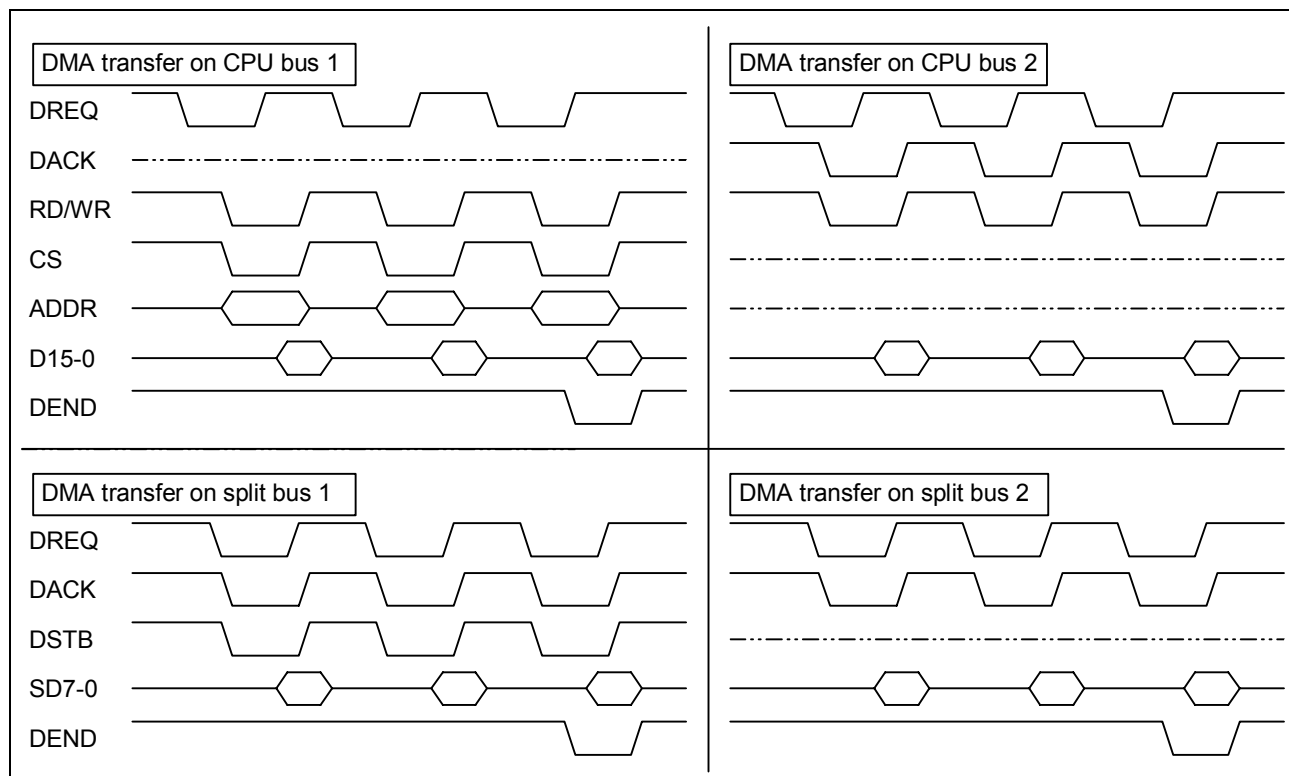 DMA transfer on CPU bus 1
DREQ
DACK
RD/WR
CS
ADDR
D15-0
DEND
DMA transfer on CPU bus 2
DMA transfer on split bus 1
DREQ
DACK
DSTB
SD7-0
DEND
DMA transfer on split bus 2